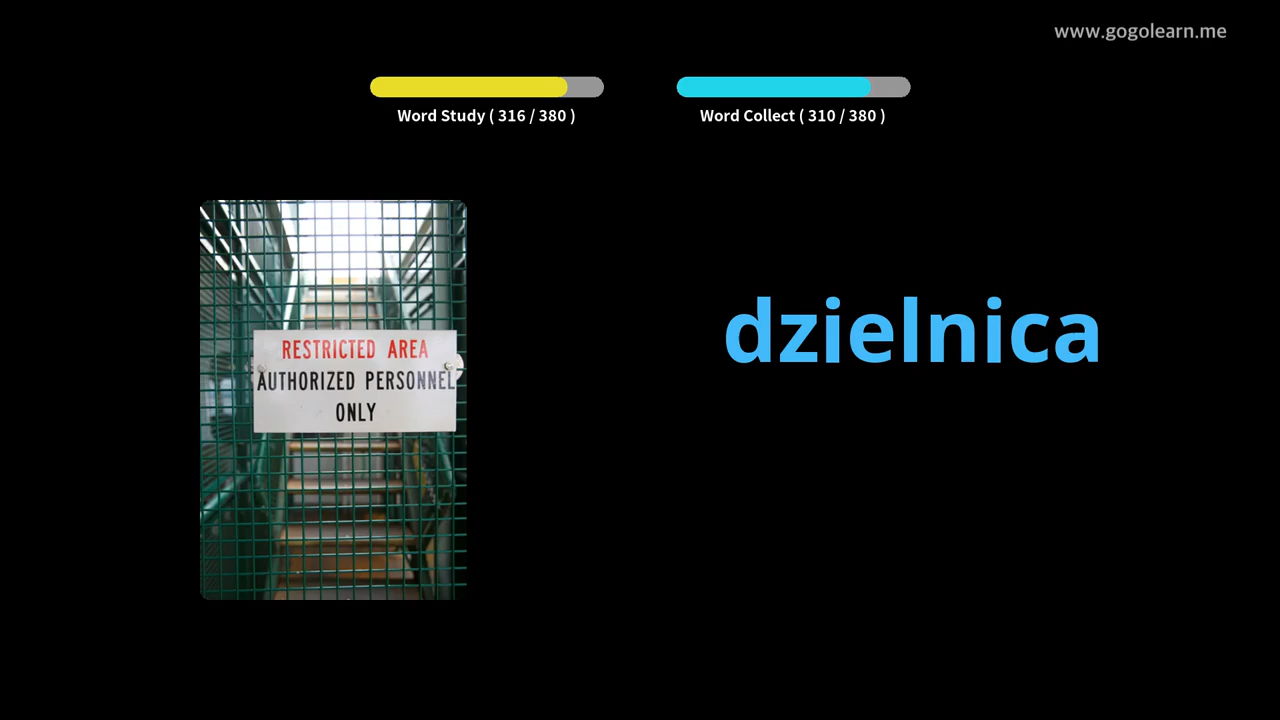 www.gogolearn.me
Word Study ( 316 / 380 )
Word Collect ( 310 / 380 )
RESTRICTED AREA
AUTHORIZED PERSONNEL
ONLY
dzielnica